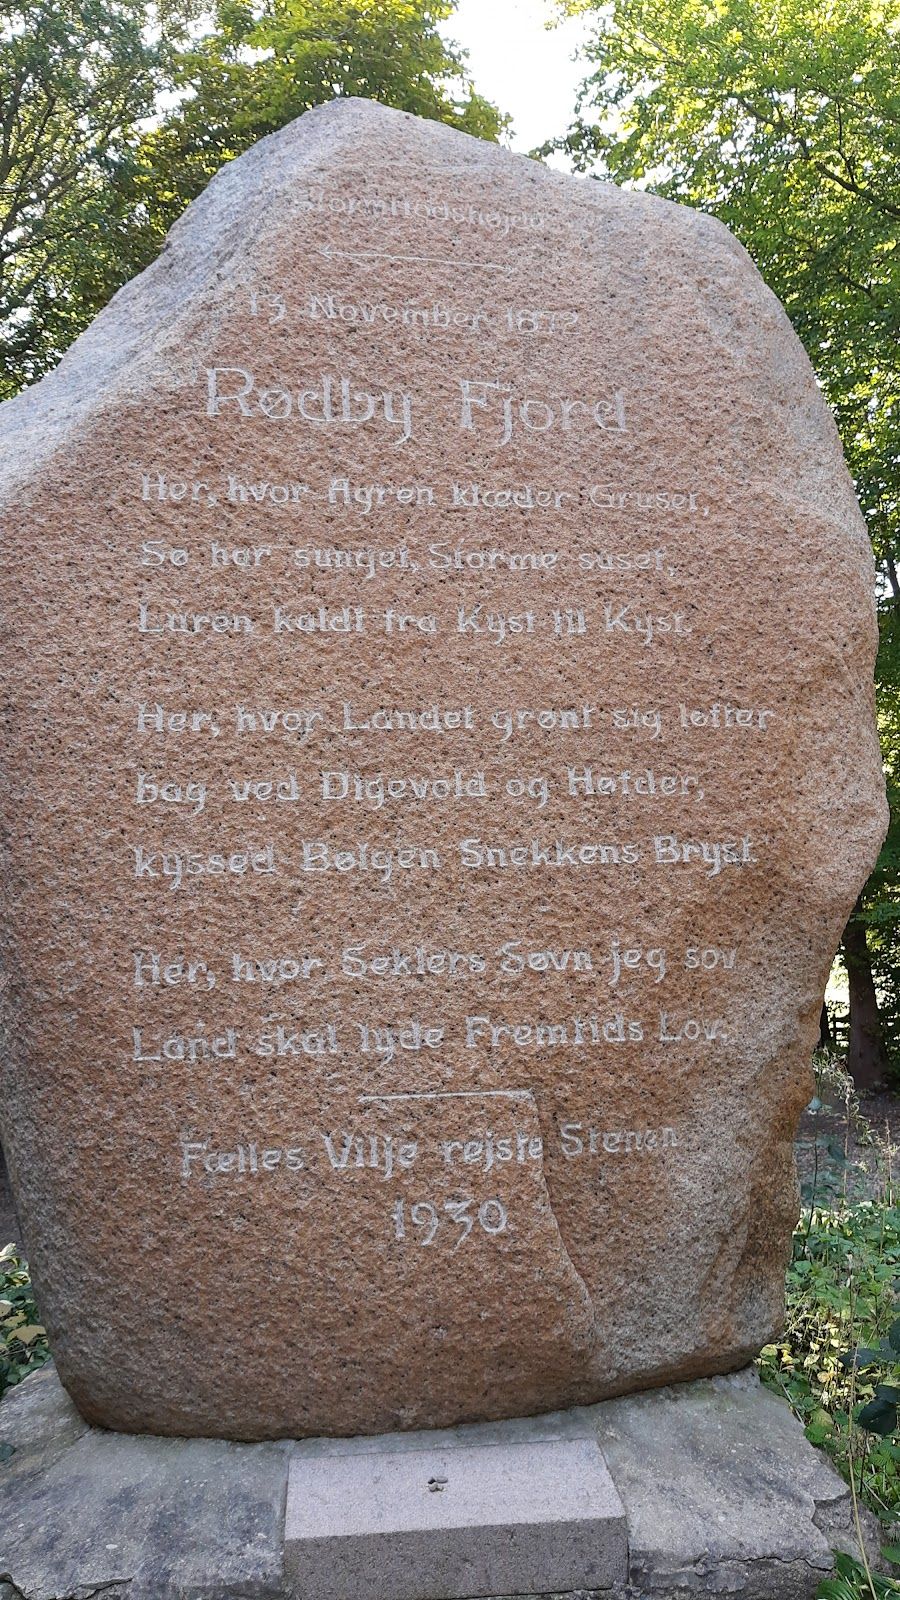 Stormflodshøjde
13 November 1872
Rødby Fjord
Her, hvor Agren klæder Gruset,
Sø har sunget, Storme suset,
Luren kaldt fra Kyst til Kyst.
Her, hvor Landet grønt sig løfter
bag ved Digevold og Høfder,
kyssed Bølgen Snekkens Bryst.
Her, hvor Seklers Søvn jeg sov
Land skal lyde Fremtids Lov.
Fælles Vilje rejste Stenen
1930